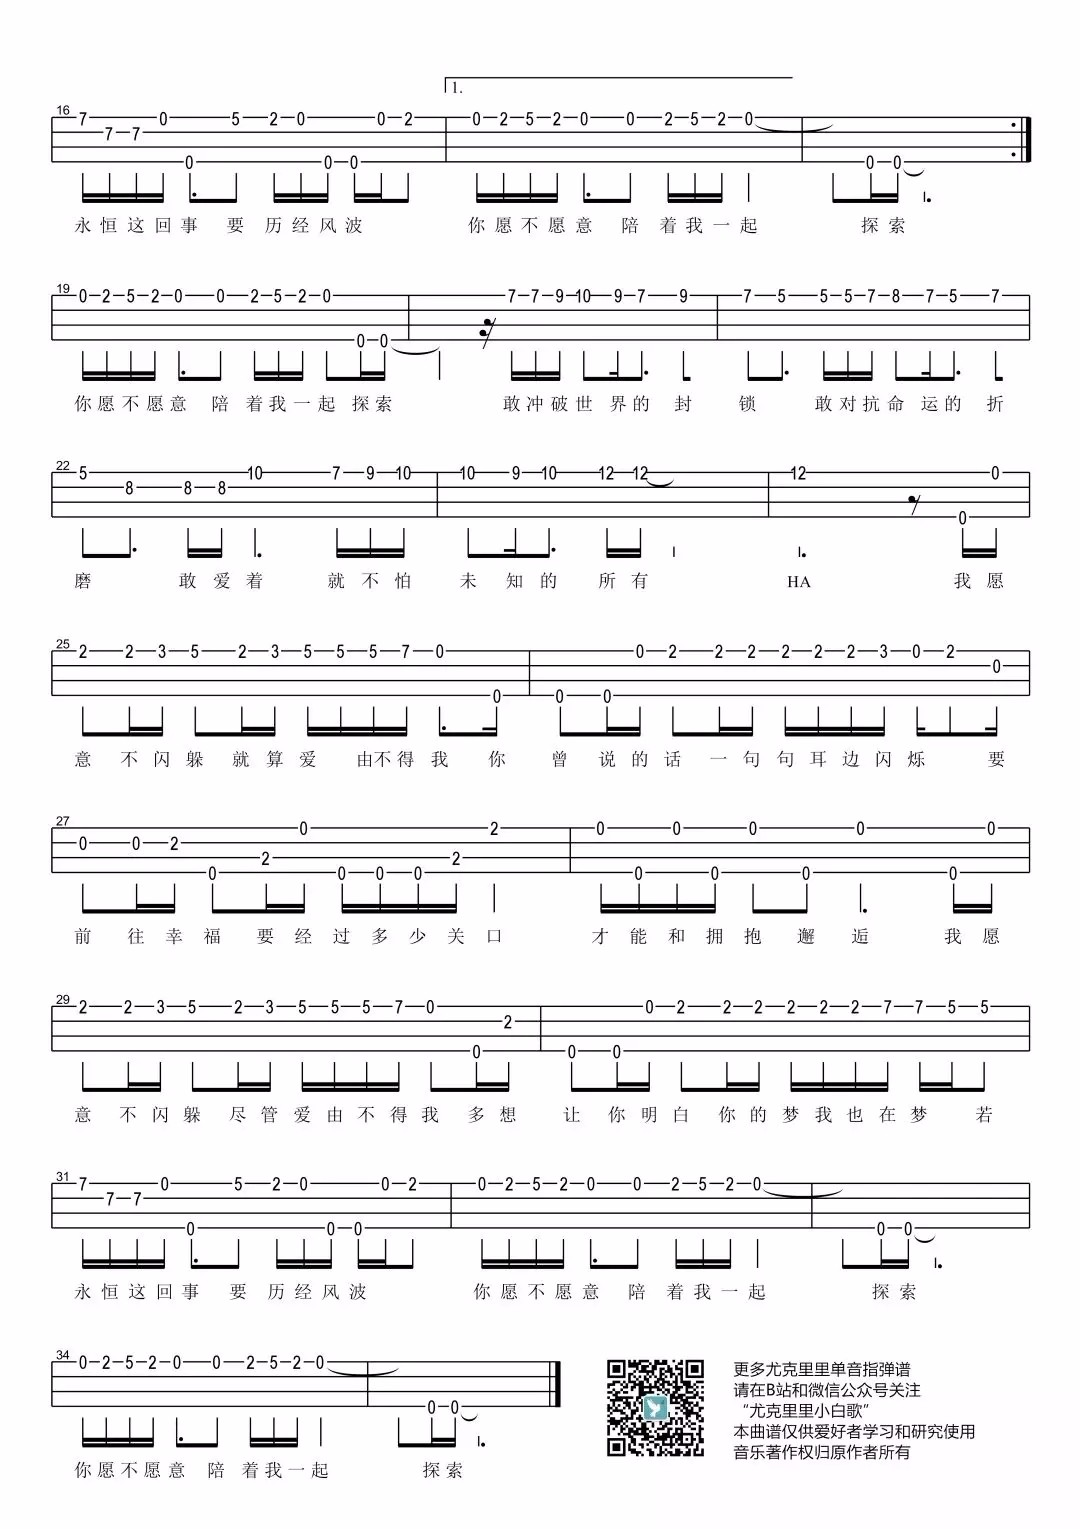 1.
16
7 7 7 0 0 5 2 0 0 0 0 2 0 2 5 2 0 0 2 5 2 0 0 0
永恒这回事 要 历经风波 你愿不愿意 陪 着我一起 探索
19
0 2 5 2 0 0 2 5 2 0 0 0 7 7 9 10 9 7 9 7 5 5 5 7 8 7 5 7
你愿不愿意 陪 着我一起探索 敢冲破世界的 封 锁 敢对抗命运的 折
22
5 8 8 8 10 7 9 10 10 9 10 12 12 12 0 0
磨 敢爱着 就不怕 未知的 所有 HA 我愿
25
2 2 3 5 2 3 5 5 5 7 0 0 0 0 0 2 2 2 2 2 2 3 0 2 0
意 不闪躲 就算爱 由不得我 你 曾 说的话 一句句耳边闪烁 要
27
0 0 2 0 2 0 0 0 0 2 2 0 0 0 0 0 0 0 0 0
前 往幸福 要经过多少关口 才能和拥抱 邂逅 我愿
29
2 2 3 5 2 3 5 5 5 7 0 0 2 0 0 0 2 2 2 2 2 2 7 7 5 5
意 不闪躲 尽管爱由不得我 多想 让 你明白 你的梦我也在梦 若
31
7 7 7 0 0 5 2 0 0 0 0 2 0 2 5 2 0 0 2 5 2 0 0 0
永恒这回事 要 历经风波 你愿不愿意 陪 着我一起 探索
34
0 2 5 2 0 0 2 5 2 0 0 0
你愿不愿意 陪 着我一起 探索
更多尤克里里单音指弹谱
请在B站和微信公众号关注
“尤克里里小白歌”
本曲谱仅供爱好者学习和研究使用
音乐著作权归原作者所有